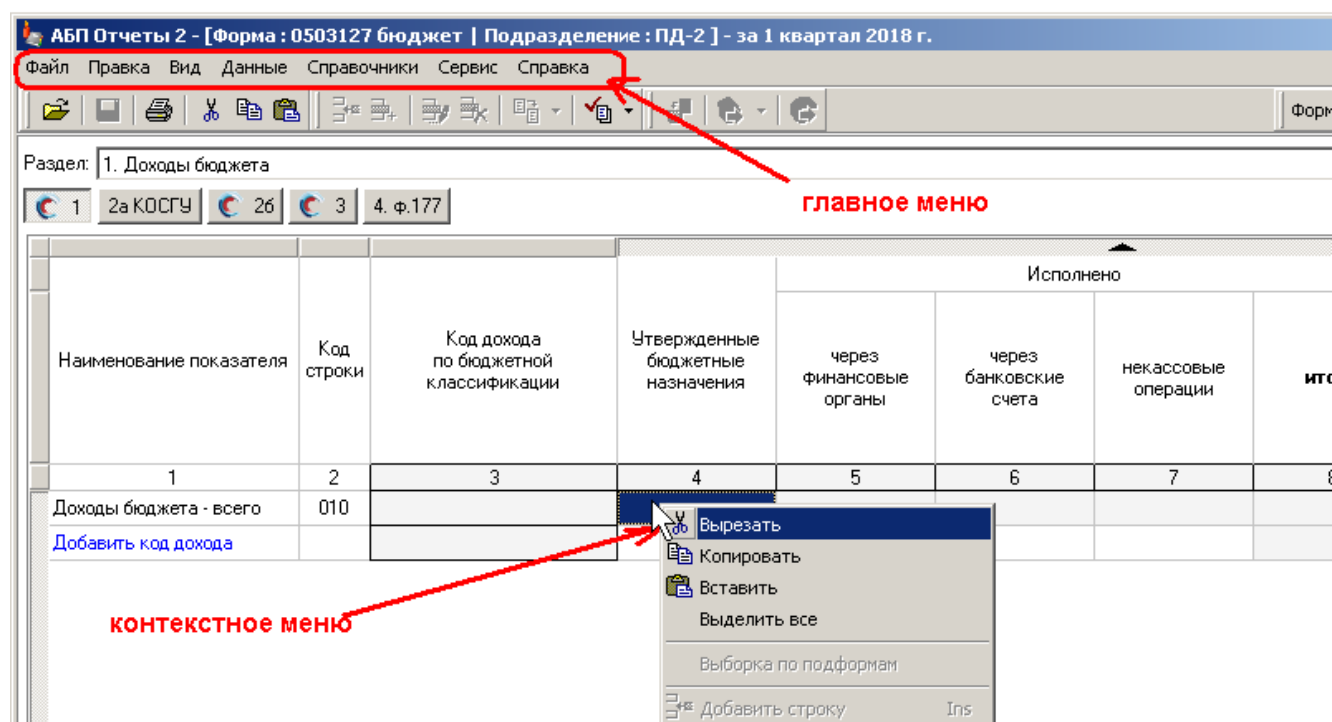 АБП Отчеты 2 - [Форма : 0503127 бюджет | Подразделение : ПД-2 ] - за 1 квартал 2018 г.
Файл Правка Вид Данные Справочники Сервис Справка
Форм
Раздел: 1. Доходы бюджета
1 2а КОСГУ 2б 3 4. ф.177
главное меню
Исполнено
Наименование показателя
Код
строки
Код дохода
по бюджетной
классификации
Утвержденные
бюджетные
назначения
через
финансовые
органы
через
банковские
счета
некассовые
операции
ито
1 2 3 4 5 6 7 8
Доходы бюджета - всего 010
Добавить код дохода
Вырезать
Копировать
Вставить
Выделить все
контекстное меню
Выборка по подформам
Добавить строку Ins